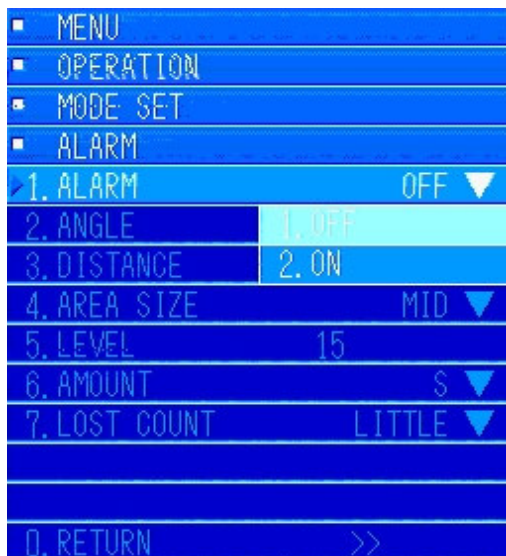 MENU
OPERATION
MODE SET
ALARM
1. ALARM OFF
2. ANGLE 1. OFF
3. DISTANCE 2. ON
4. AREA SIZE MID
5. LEVEL 15
6. AMOUNT S
7. LOST COUNT LITTLE
0. RETURN >>